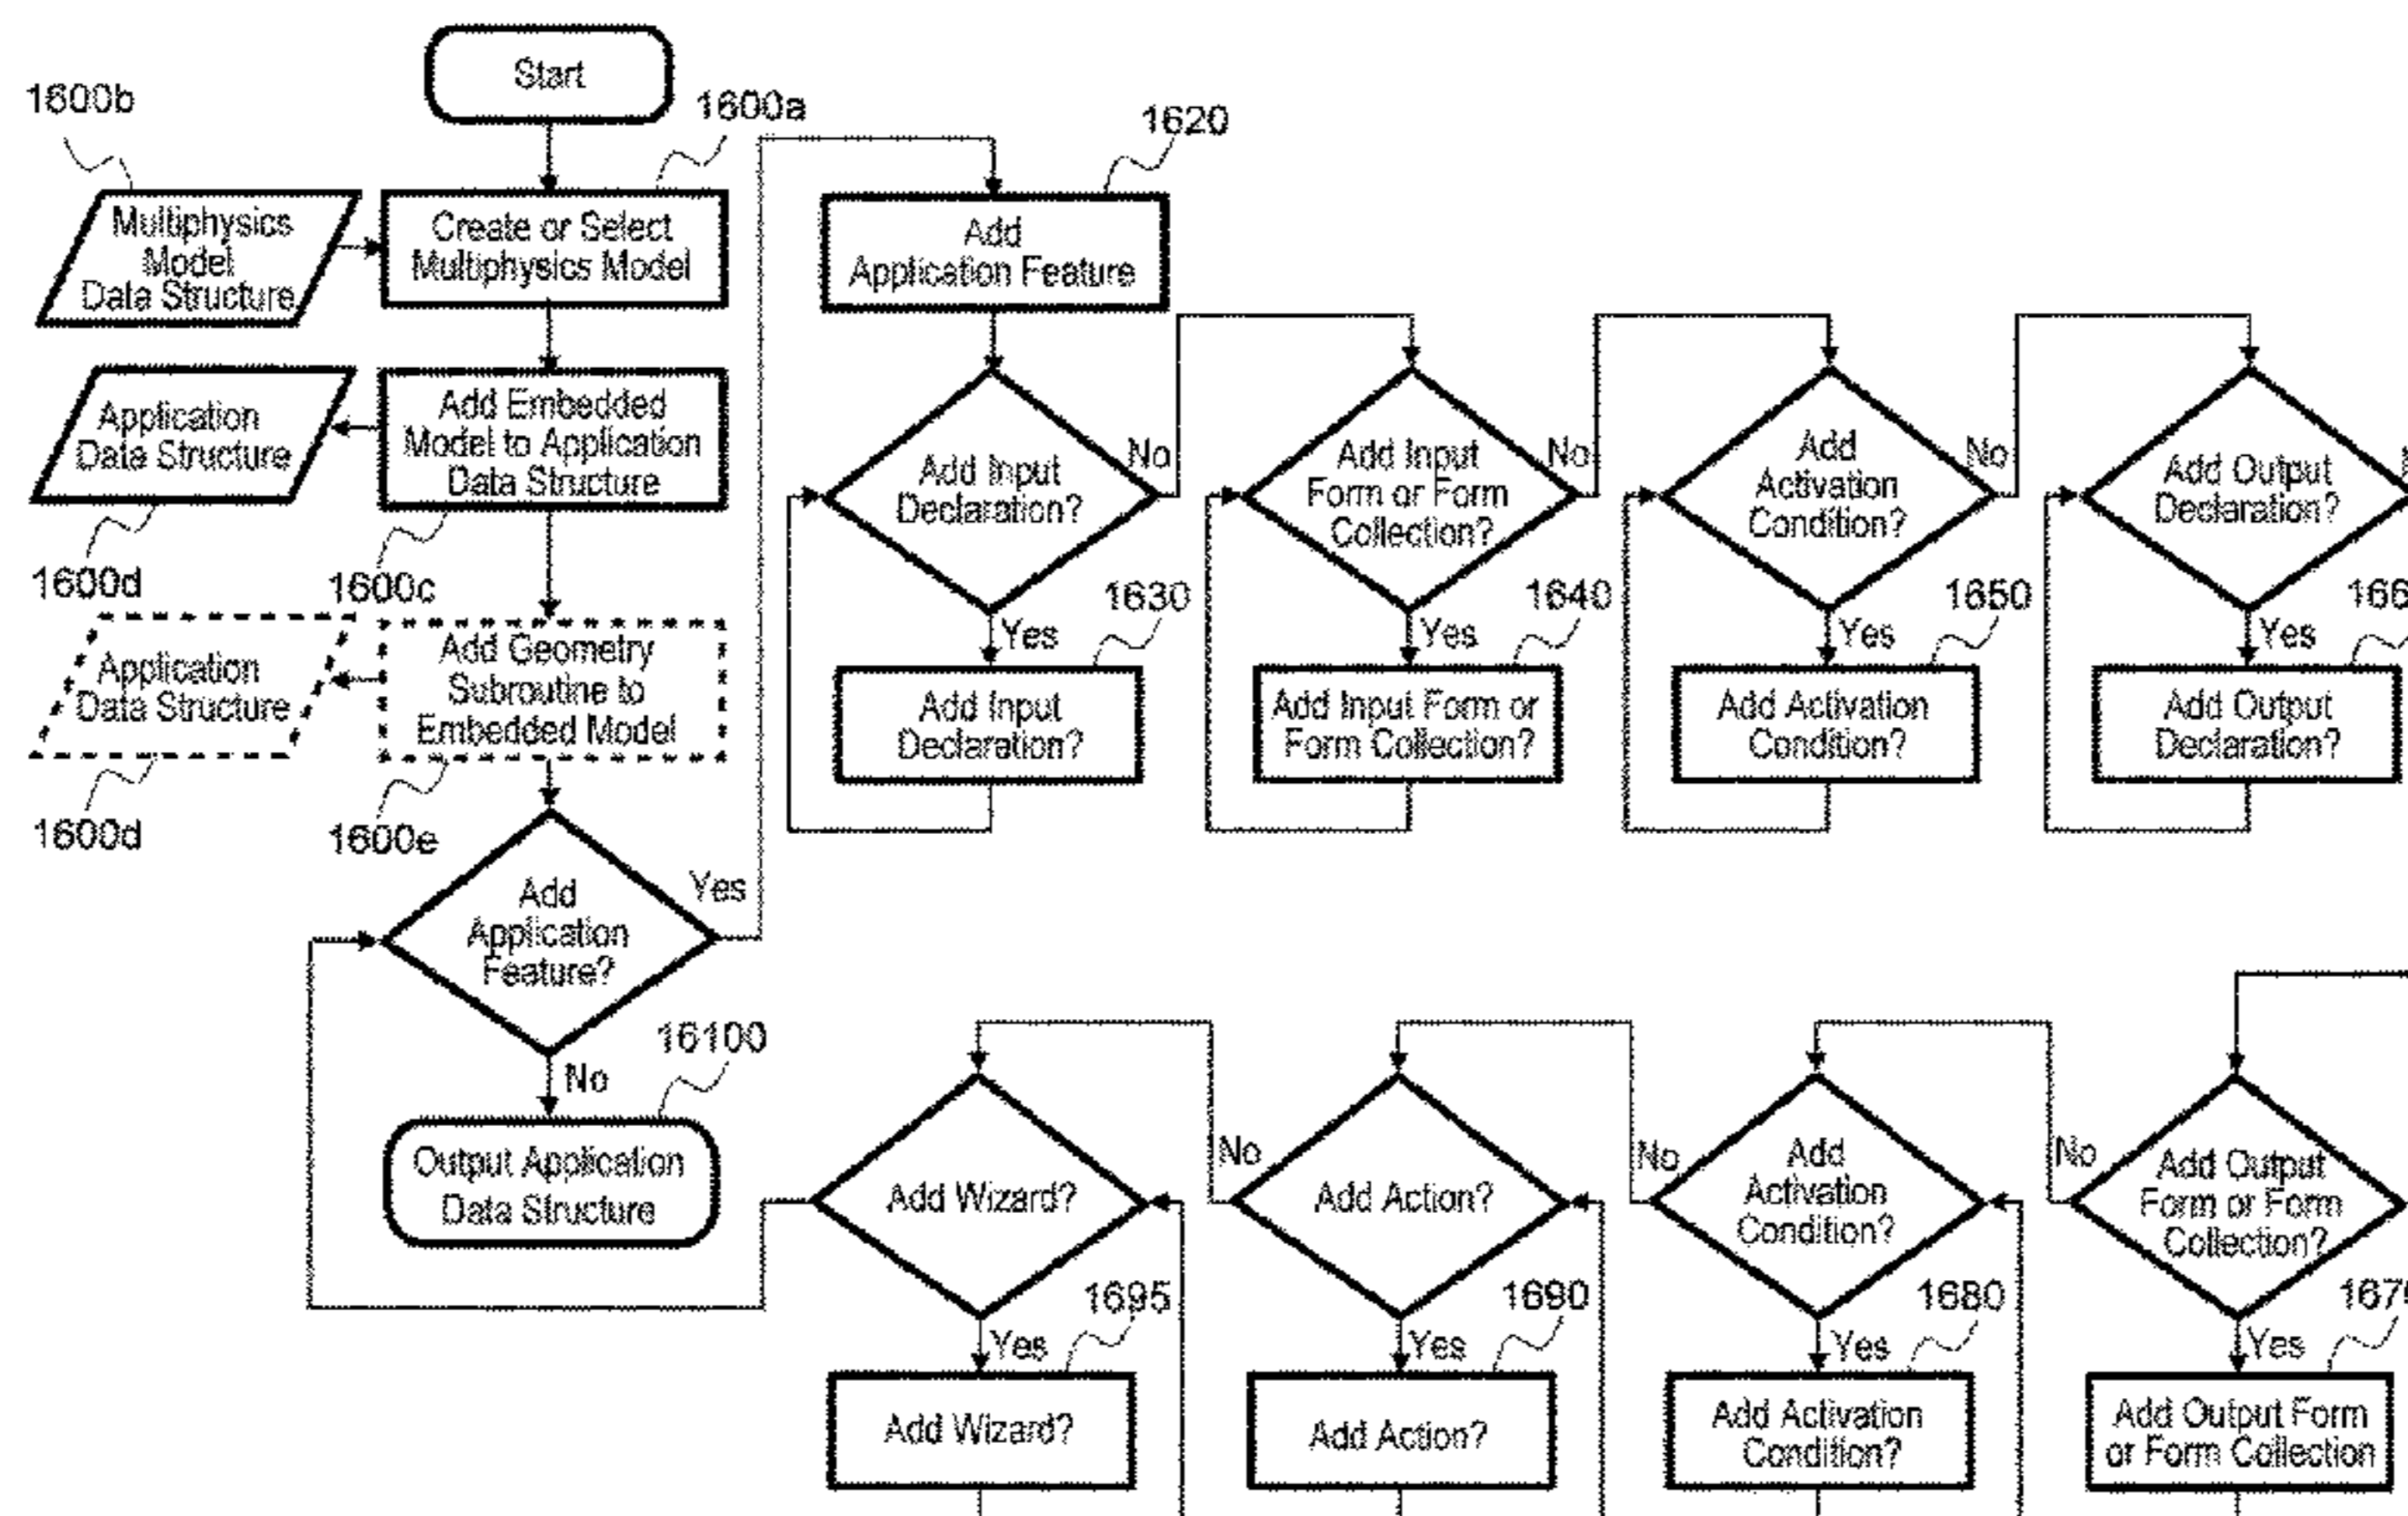 Start
1600b
1600a
1620
Multiphysics
Model
Data Structure
Create or Select
Multiphysics Model
Add
Application Feature
Application
Data Structure
Add Embedded
Model to Application
Data Structure
1600d
1600c
Add Input
Declaration?
No
Add Input
Form or Form
Collection?
No
Add
Activation
Condition?
No
Add Output
Declaration?
Yes
1630
Yes
1640
Yes
1650
Yes
Add Input
Declaration?
Add Input Form or
Form Collection?
Add Activation
Condition?
Add Output
Declaration?
Application
Data Structure
Add Geometry
Subroutine to
Embedded Model
1600d
1600e
Add
Application
Feature?
Yes
No
16100
Output Application
Data Structure
Add Wizard?
No
Add Action?
No
Add
Activation
Condition?
No
Add Output
Form or Form
Collection?
Yes
1695
Yes
1690
Yes
1680
Yes
Add Wizard?
Add Action?
Add Activation
Condition?
Add Output Form
or Form Collection